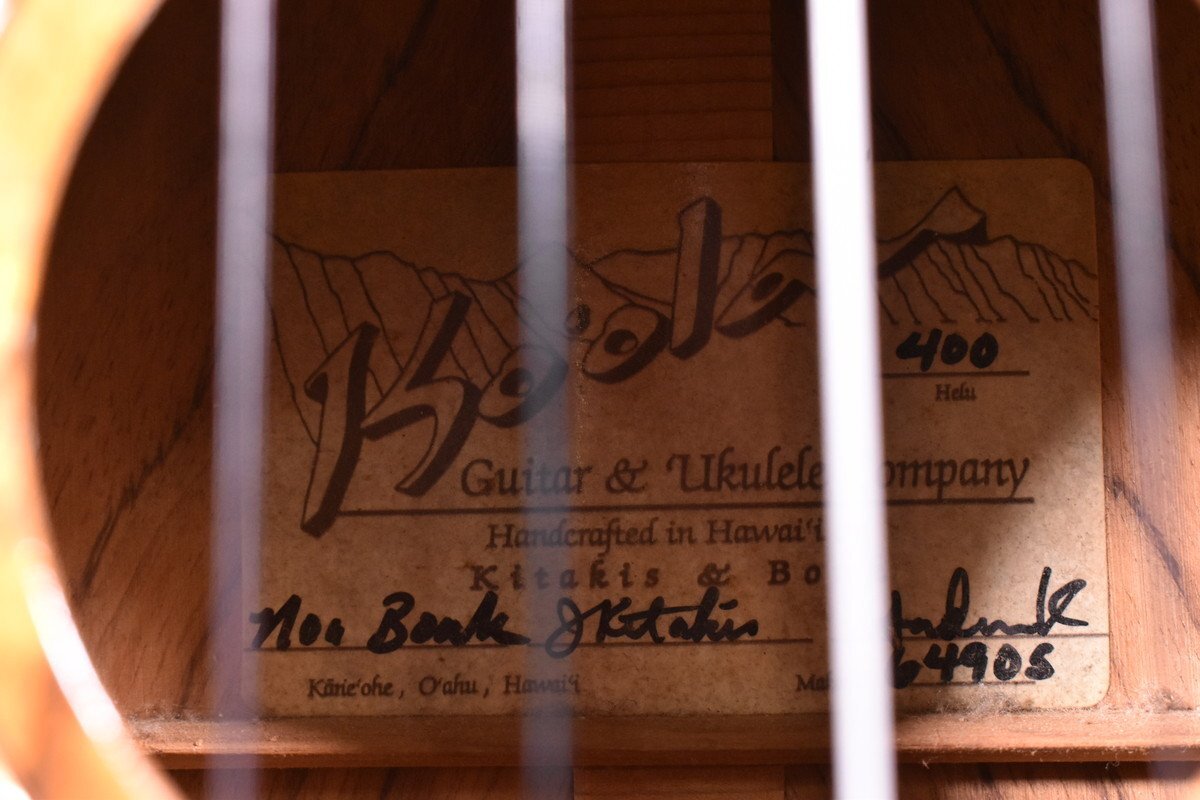 Ko'olau
400
Helu
Guitar & 'Ukulele Company
Handcrafted in Hawai'i
Kitakis & Bo
Noa Bonk J Kitakis
64905
Kāne'ohe, O'ahu, Hawai'i